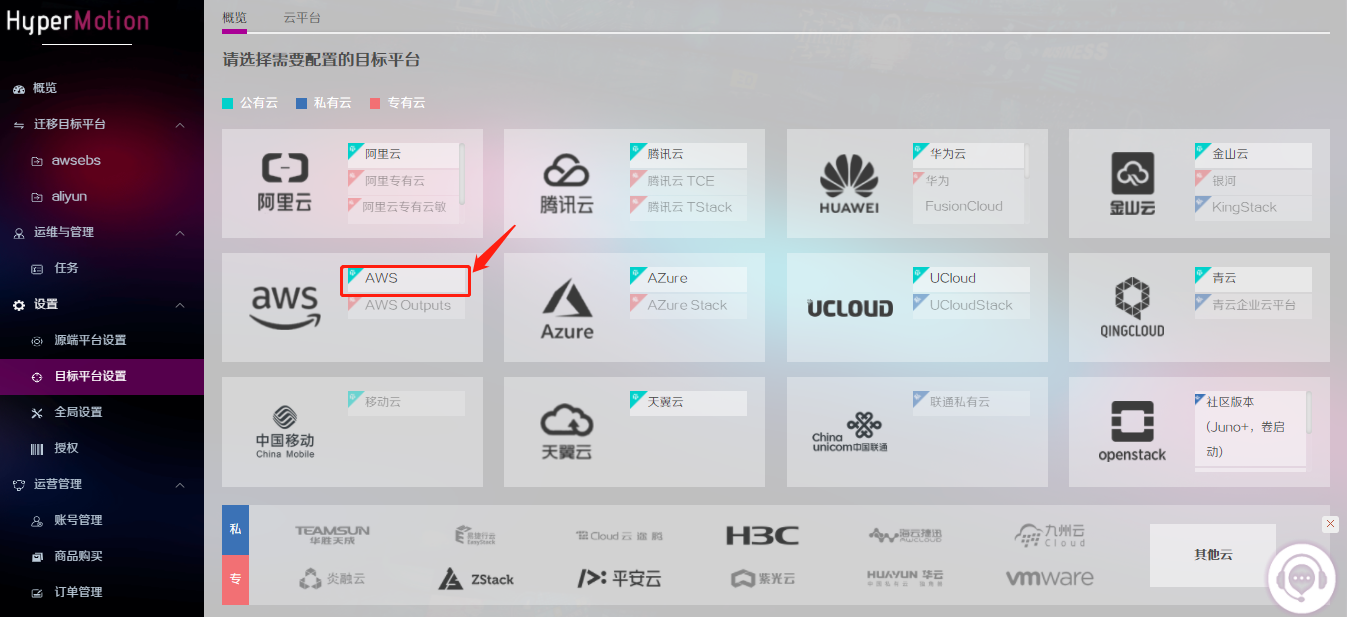 HyperMotion
概览
迁移目标平台
awsebs
aliyun
运维与管理
任务
设置
源端平台设置
目标平台设置
全局设置
授权
运营管理
账号管理
商品购买
订单管理
概览
云平台
请选择需要配置的目标平台
公有云
私有云
专有云
阿里云
阿里云
阿里专有云
阿里云专有云敏
腾讯云
腾讯云
腾讯云 TCE
腾讯云 TStack
HUAWEI
华为云
华为
FusionCloud
金山云
金山云
银河
KingStack
aws
AWS
AWS Outputs
Azure
AZure
AZure Stack
UCLOUD
UCloud
UCloudStack
QINGCLOUD
青云
青云企业云平台
中国移动
China Mobile
移动云
天翼云
天翼云
China
unicom中国联通
联通私有云
openstack
社区版本
(Juno+，卷启
动)
私
TEAMSUN
华胜天成
易捷行云
EasyStack
H3C
海云捷迅
AWCLOUD
九州云
Cloud
其他云
专
炎融云
ZStack
平安云
紫光云
HUAYUN 华云
vmware